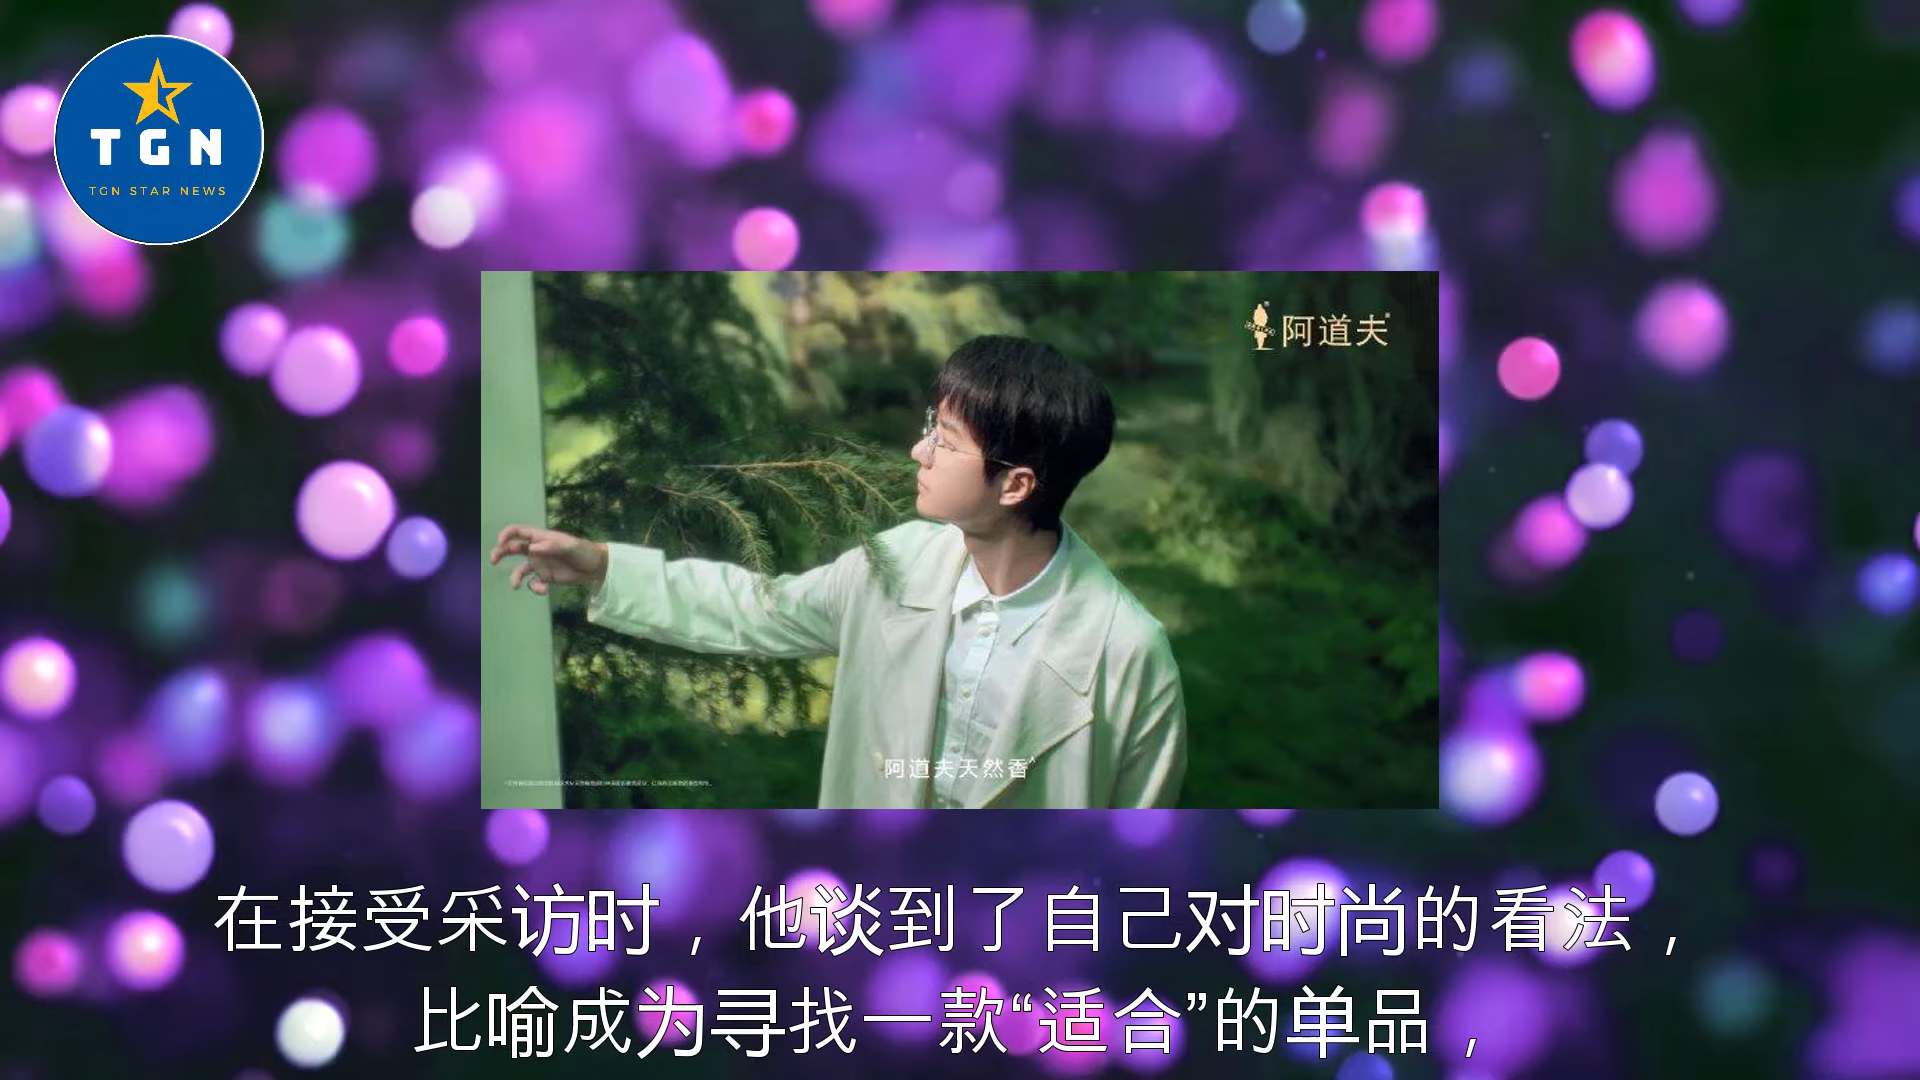 TGN
TGN STAR NEWS
阿道夫
阿道夫天然香
在接受采访时，他谈到了自己对时尚的看法，
比喻成为寻找一款“适合”的单品，